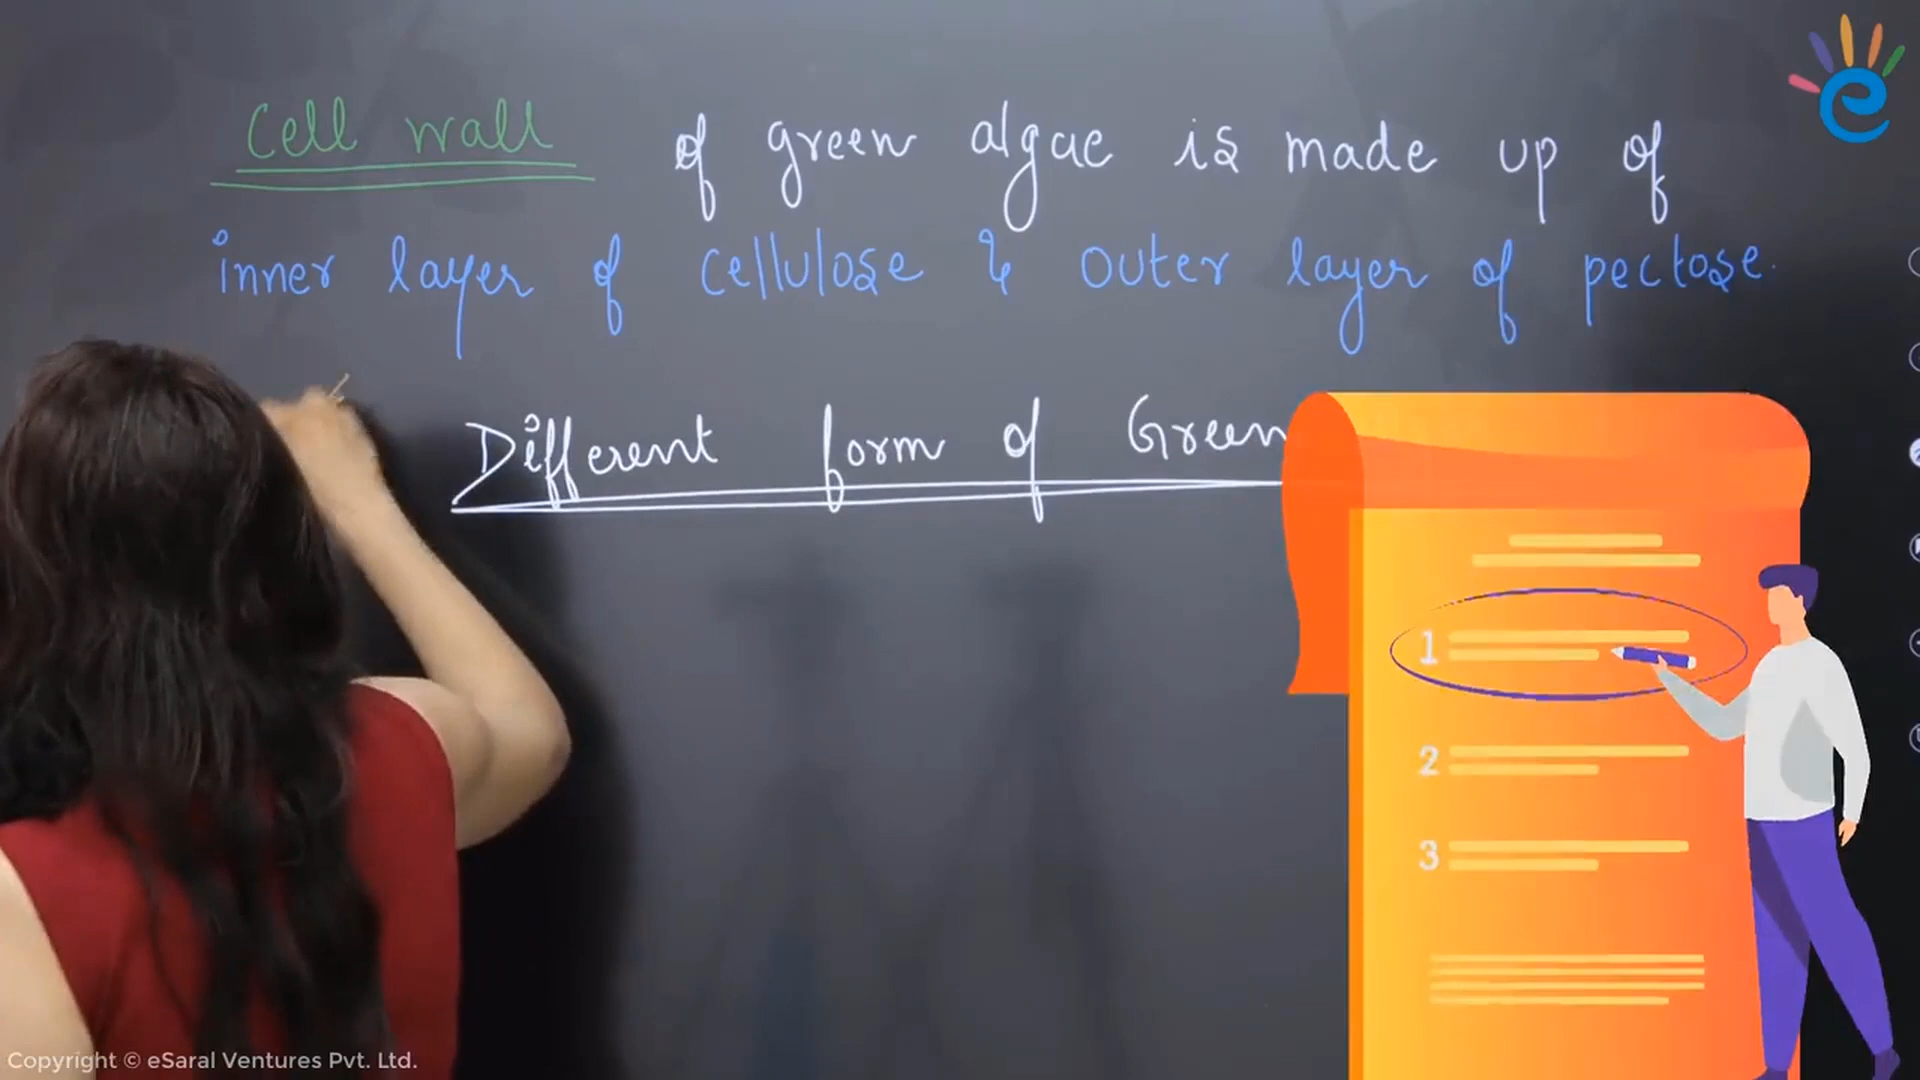 Cell wall of green algae is made up of
inner layer of cellulose & outer layer of pectose.
Different form of Green
1
2
3
Copyright © eSaral Ventures Pvt. Ltd.